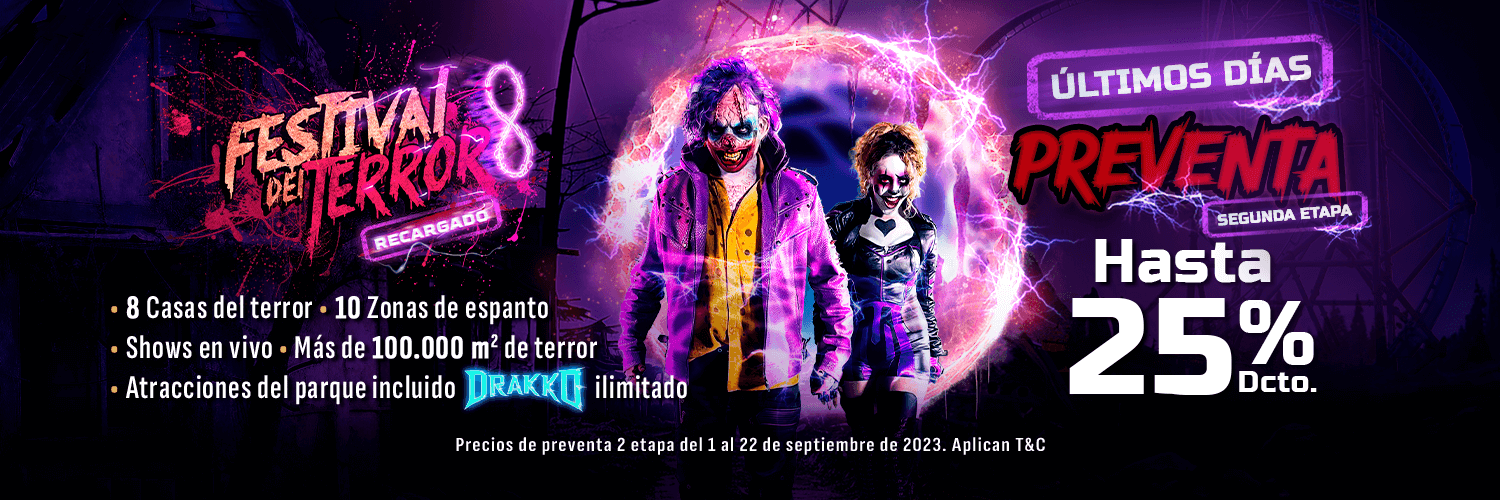 FESTIVAL
DEL TERROR 8
RECARGADO
• 8 Casas del terror • 10 Zonas de espanto
• Shows en vivo • Más de 100.000 m² de terror
• Atracciones del parque incluido DRAKKO ilimitado
ÚLTIMOS DÍAS
PREVENTA
SEGUNDA ETAPA
Hasta
25%
Dcto.
Precios de preventa 2 etapa del 1 al 22 de septiembre de 2023. Aplican T&C